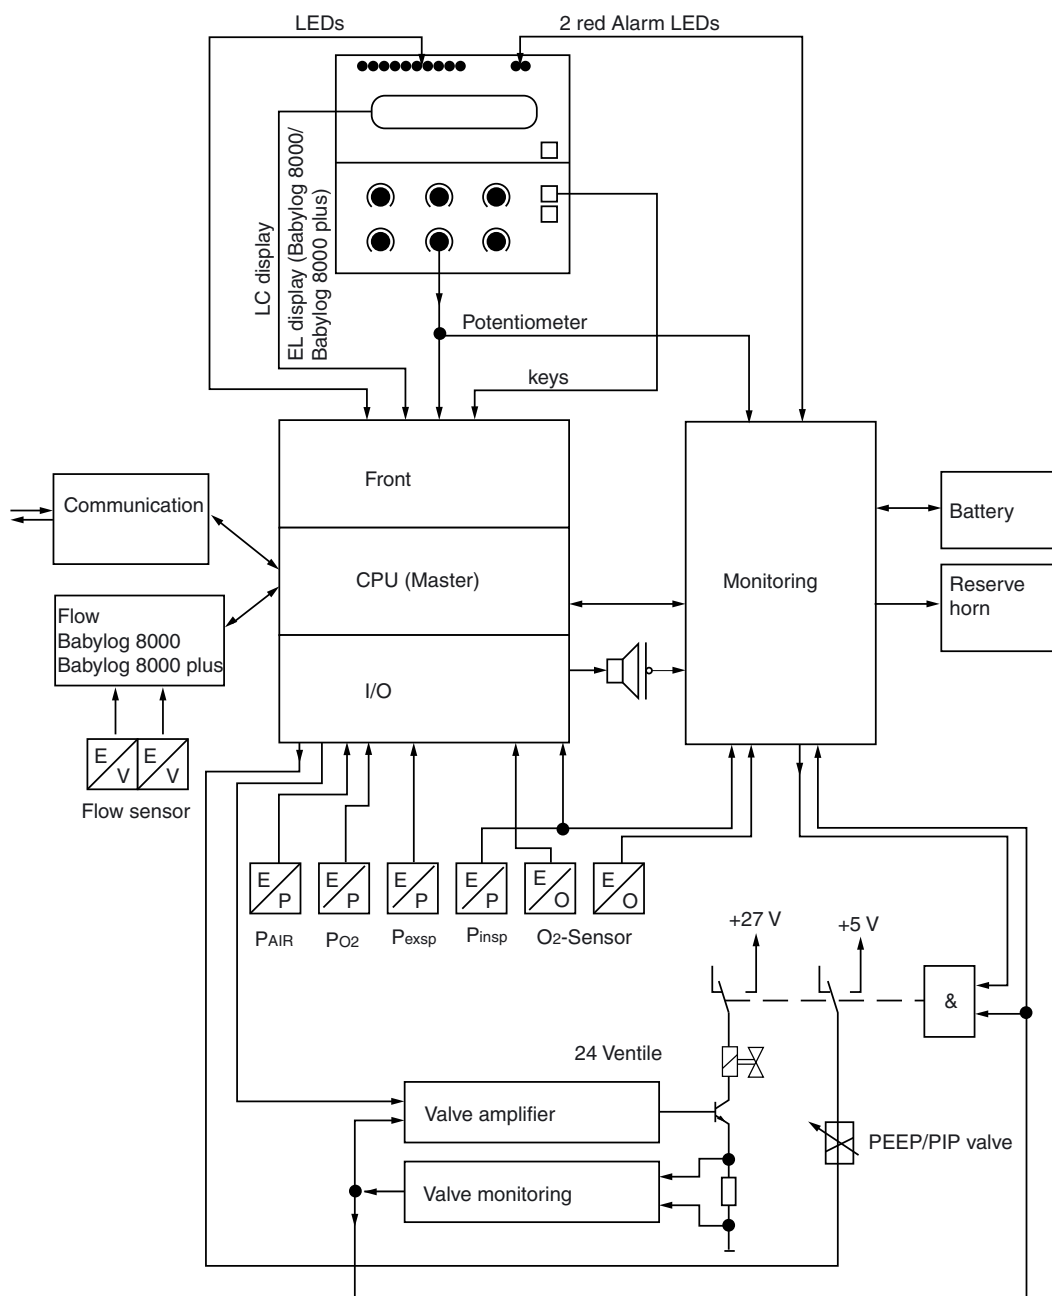 LEDs
2 red Alarm LEDs
LC display
EL display (Babylog 8000/
Babylog 8000 plus)
Potentiometer
keys
Front
Communication
CPU (Master)
Monitoring
Battery
Reserve
horn
Flow
Babylog 8000
Babylog 8000 plus
I/O
E
V
E
V
Flow sensor
E
P
E
P
E
P
E
P
E
O
E
O
PAIR
PO2
Pexsp
Pinsp
O2-Sensor
+27 V
+5 V
&
24 Ventile
Valve amplifier
PEEP/PIP valve
Valve monitoring